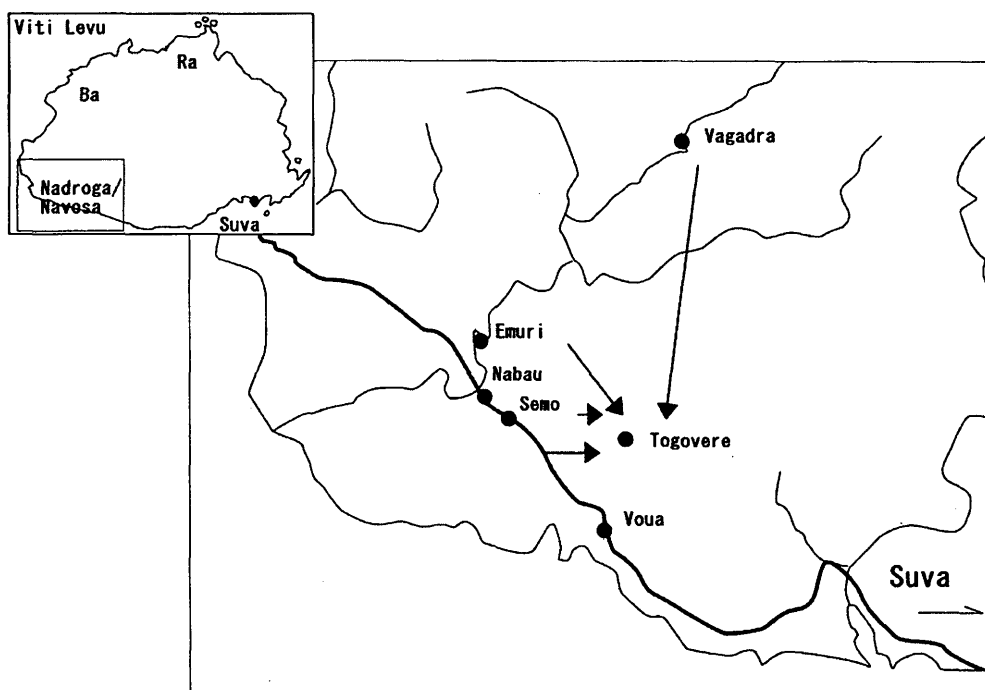 Viti Levu
Ra
Ba
Nadroga/
Navosa
Suva
Vagadra
Emuri
Nabau
Semo
Togovere
Voua
Suva